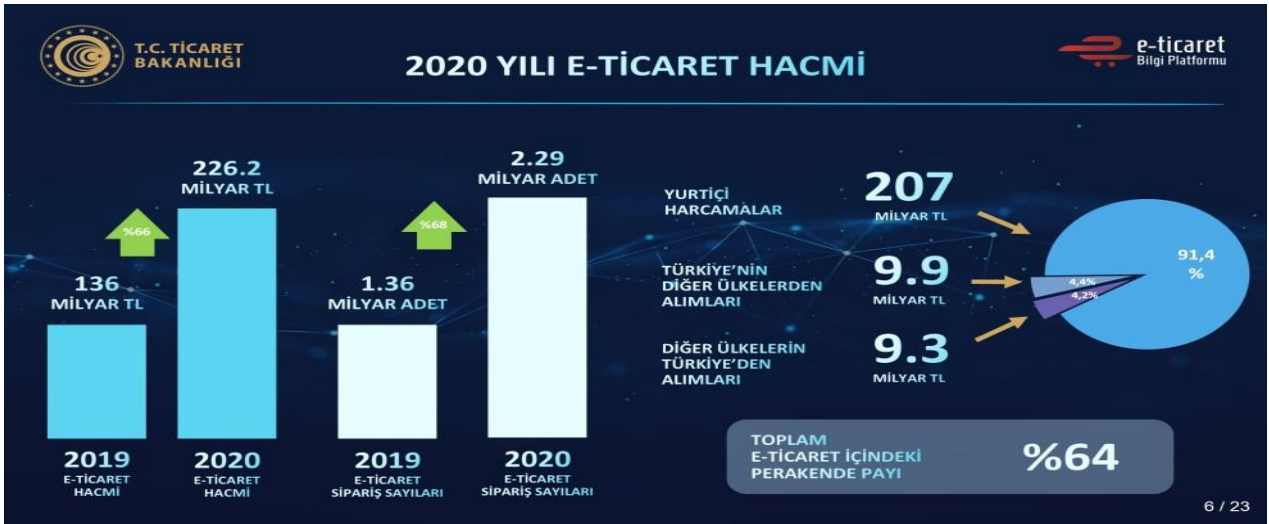 T.C. TİCARET
BAKANLIĞI
2020 YILI E-TİCARET HACMİ
e-ticaret
Bilgi Platformu
226.2
MİLYAR TL
%66
136
MİLYAR TL
2019
E-TİCARET
HACMİ
2020
E-TİCARET
HACMİ
2.29
MİLYAR ADET
%68
1.36
MİLYAR ADET
2019
E-TİCARET
SİPARİŞ SAYILARI
2020
E-TİCARET
SİPARİŞ SAYILARI
YURTİÇİ
HARCAMALAR
207
MİLYAR TL
TÜRKİYE'NİN
DİĞER ÜLKELERDEN
ALIMLARI
9.9
MİLYAR TL
DİĞER ÜLKELERİN
TÜRKİYE'DEN
ALIMLARI
9.3
MİLYAR TL
91,4
%
4,4%
4,2%
TOPLAM
E-TİCARET İÇİNDEKİ
PERAKENDE PAYI
%64
6 / 23